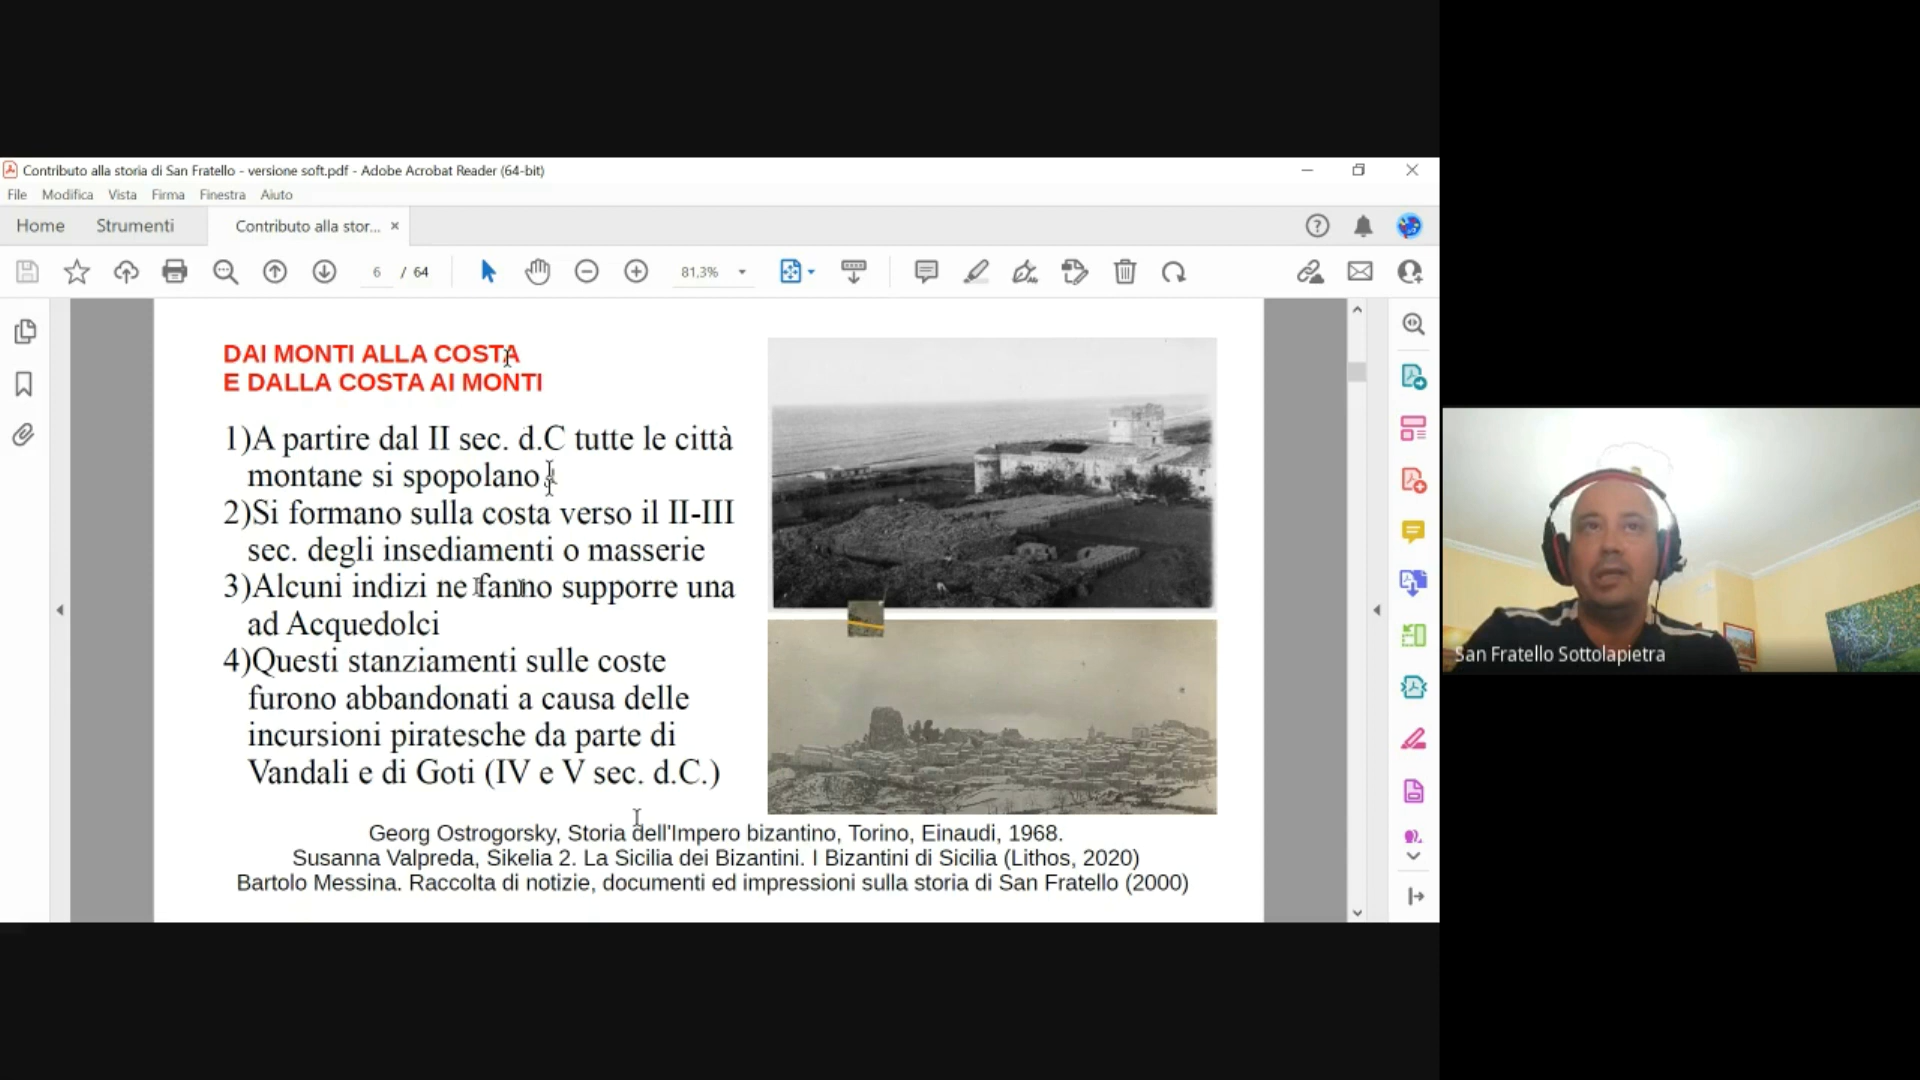 Contributo alla storia di San Fratello - versione soft.pdf - Adobe Acrobat Reader (64-bit)
File Modifica Vista Firma Finestra Aiuto
Home Strumenti Contributo alla stor...
6 / 64 81,3%
DAI MONTI ALLA COSTA
E DALLA COSTA AI MONTI
1)A partire dal II sec. d.C tutte le città
montane si spopolano
2)Si formano sulla costa verso il II-III
sec. degli insediamenti o masserie
3)Alcuni indizi ne fanno supporre una
ad Acquedolci
4)Questi stanziamenti sulle coste
furono abbandonati a causa delle
incursioni piratesche da parte di
Vandali e di Goti (IV e V sec. d.C.)
Georg Ostrogorsky, Storia dell'Impero bizantino, Torino, Einaudi, 1968.
Susanna Valpreda, Sikelia 2. La Sicilia dei Bizantini. I Bizantini di Sicilia (Lithos, 2020)
Bartolo Messina. Raccolta di notizie, documenti ed impressioni sulla storia di San Fratello (2000)
San Fratello Sottolapietra